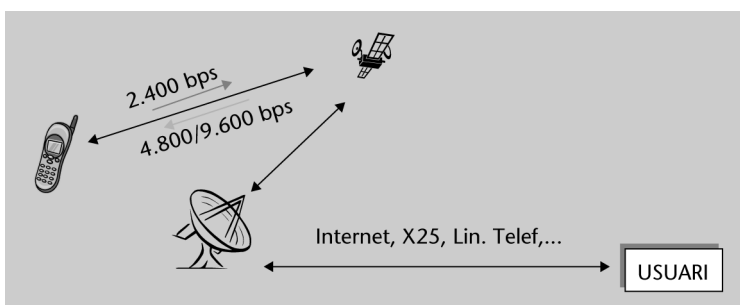 2.400 bps
4.800/9.600 bps
Internet, X25, Lin. Telef,...
USUARI